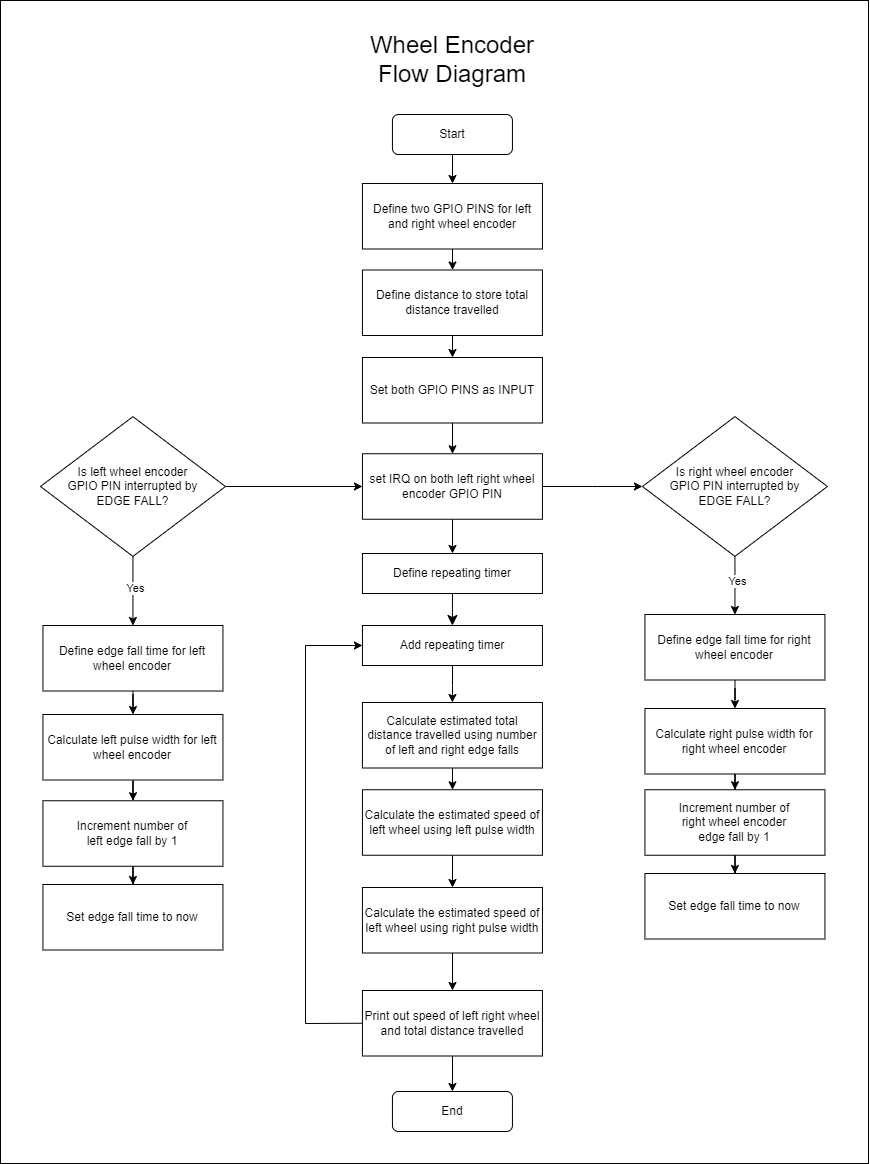 Wheel Encoder
Flow Diagram
Start
Define two GPIO PINS for left
and right wheel encoder
Define distance to store total
distance travelled
Set both GPIO PINS as INPUT
Is left wheel encoder
GPIO PIN interrupted by
EDGE FALL?
set IRQ on both left right wheel
encoder GPIO PIN
Is right wheel encoder
GPIO PIN interrupted by
EDGE FALL?
Yes
Define edge fall time for left
wheel encoder
Calculate left pulse width for left
wheel encoder
Increment number of
left edge fall by 1
Set edge fall time to now
Define repeating timer
Add repeating timer
Calculate estimated total
distance travelled using number
of left and right edge falls
Calculate the estimated speed of
left wheel using left pulse width
Calculate the estimated speed of
left wheel using right pulse width
Print out speed of left right wheel
and total distance travelled
End
Yes
Define edge fall time for right
wheel encoder
Calculate right pulse width for
right wheel encoder
Increment number of
right wheel encoder
edge fall by 1
Set edge fall time to now